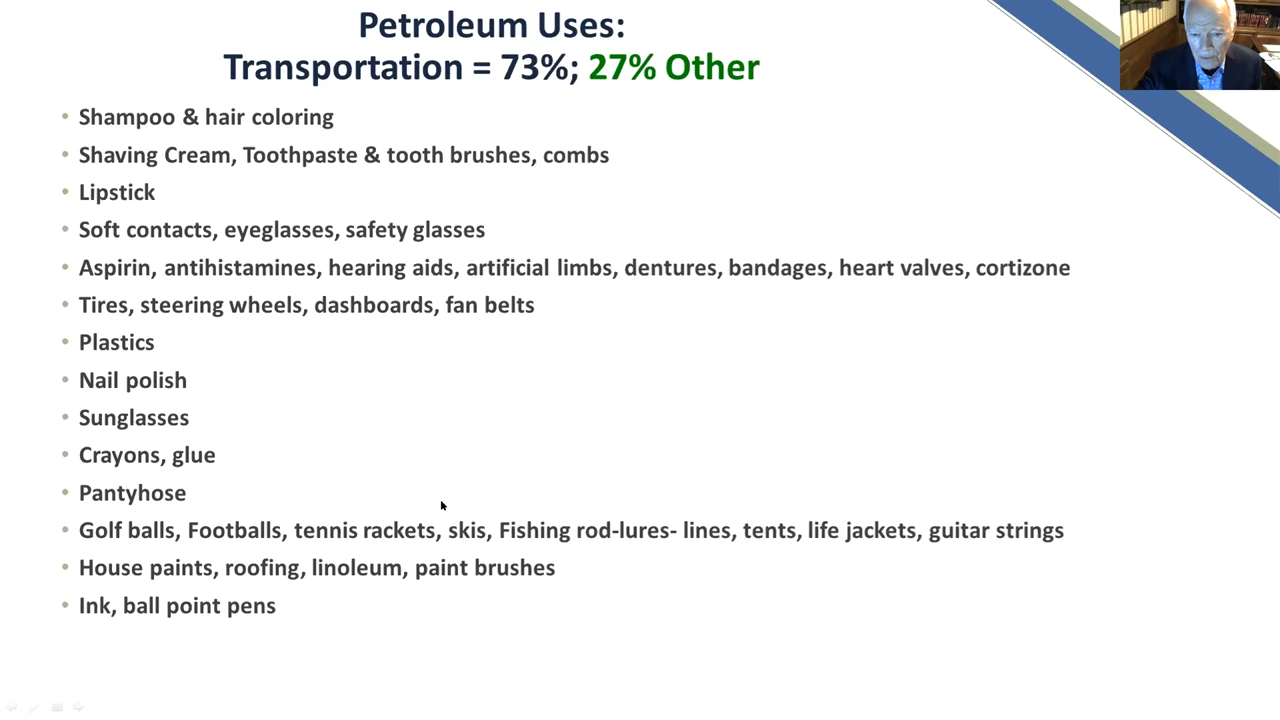 Petroleum Uses:
Transportation = 73%; 27% Other
• Shampoo & hair coloring
• Shaving Cream, Toothpaste & tooth brushes, combs
• Lipstick
• Soft contacts, eyeglasses, safety glasses
• Aspirin, antihistamines, hearing aids, artificial limbs, dentures, bandages, heart valves, cortizone
• Tires, steering wheels, dashboards, fan belts
• Plastics
• Nail polish
• Sunglasses
• Crayons, glue
• Pantyhose
• Golf balls, Footballs, tennis rackets, skis, Fishing rod-lures- lines, tents, life jackets, guitar strings
• House paints, roofing, linoleum, paint brushes
• Ink, ball point pens